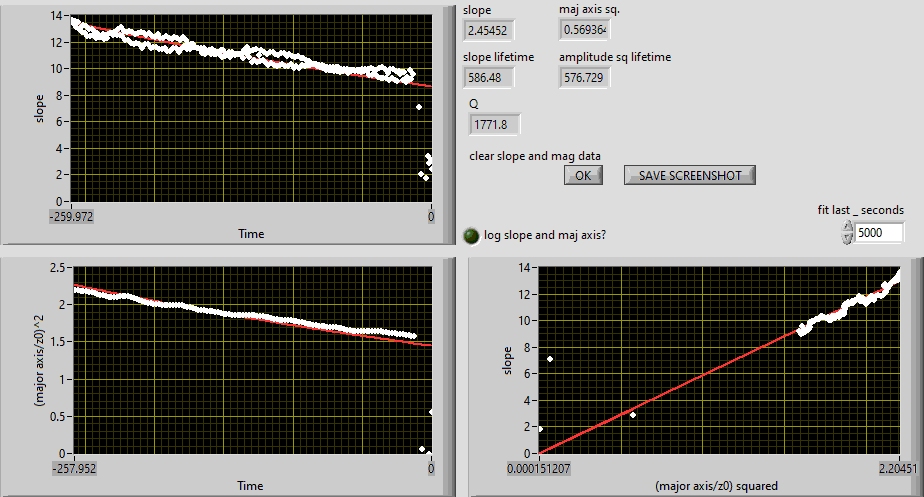 slope
maj axis sq.
2.45452
0.569364
slope lifetime
amplitude sq lifetime
586.48
576.729
Q
1771.8
clear slope and mag data
OK
SAVE SCREENSHOT
fit last _ seconds
5000
log slope and maj axis?
14
12
10
8
6
4
2
0
slope
-259.972
0
Time
2.5
2
1.5
1
0.5
0
(major axis/z0)^2
-257.952
0
Time
14
12
10
8
6
4
2
0
slope
0.000151207
2.20451
(major axis/z0) squared